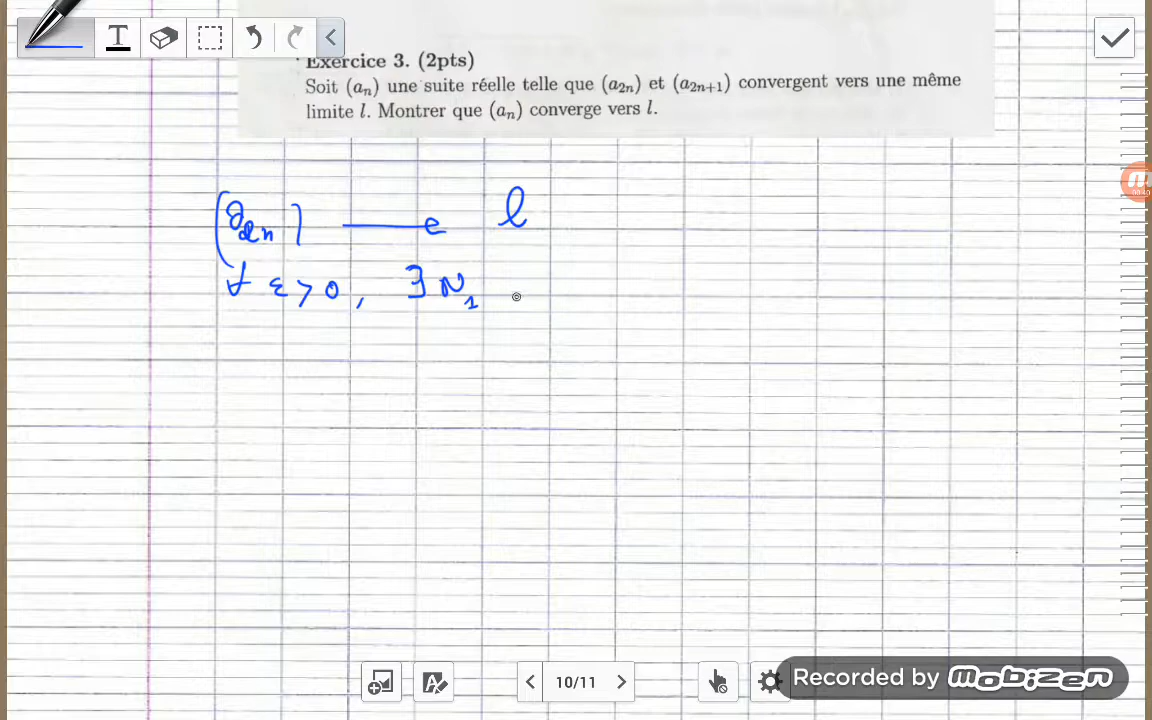 T
Exercice 3. (2pts)
Soit (aₙ) une suite réelle telle que (a₂ₙ) et (a₂ₙ₊₁) convergent vers une même
limite l. Montrer que (aₙ) converge vers l.
(a₂ₙ) → l
∀ ε > 0, ∃ N₁
10/11
Recorded by mobizen